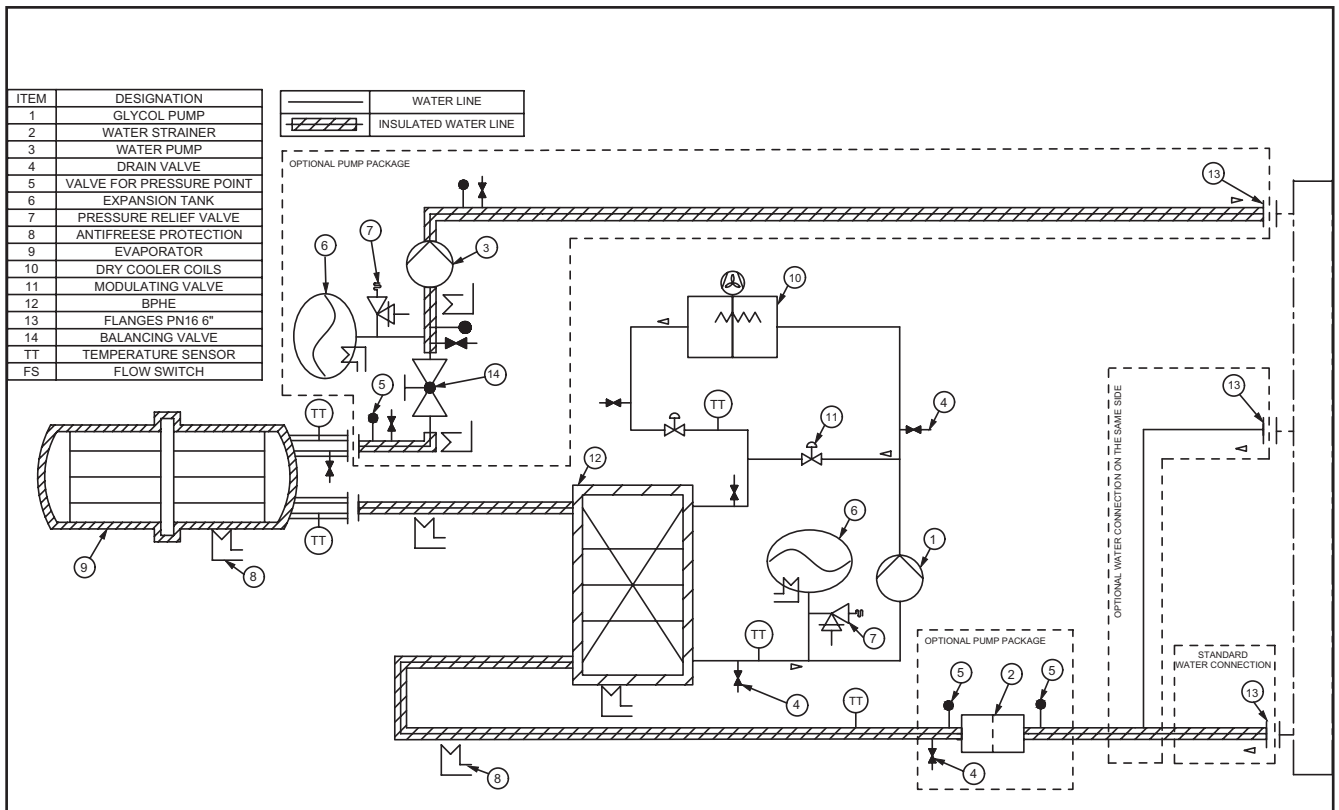 ITEM DESIGNATION
1 GLYCOL PUMP
2 WATER STRAINER
3 WATER PUMP
4 DRAIN VALVE
5 VALVE FOR PRESSURE POINT
6 EXPANSION TANK
7 PRESSURE RELIEF VALVE
8 ANTIFREESE PROTECTION
9 EVAPORATOR
10 DRY COOLER COILS
11 MODULATING VALVE
12 BPHE
13 FLANGES PN16 6"
14 BALANCING VALVE
TT TEMPERATURE SENSOR
FS FLOW SWITCH
WATER LINE
INSULATED WATER LINE
OPTIONAL PUMP PACKAGE
13
7
6
3
10
14
5
TT
TT
11
4
13
OPTIONAL WATER CONNECTION ON THE SAME SIDE
12
TT
9
8
6
1
TT
7
4
OPTIONAL PUMP PACKAGE
5
2
5
TT
4
STANDARD
WATER CONNECTION
13
8